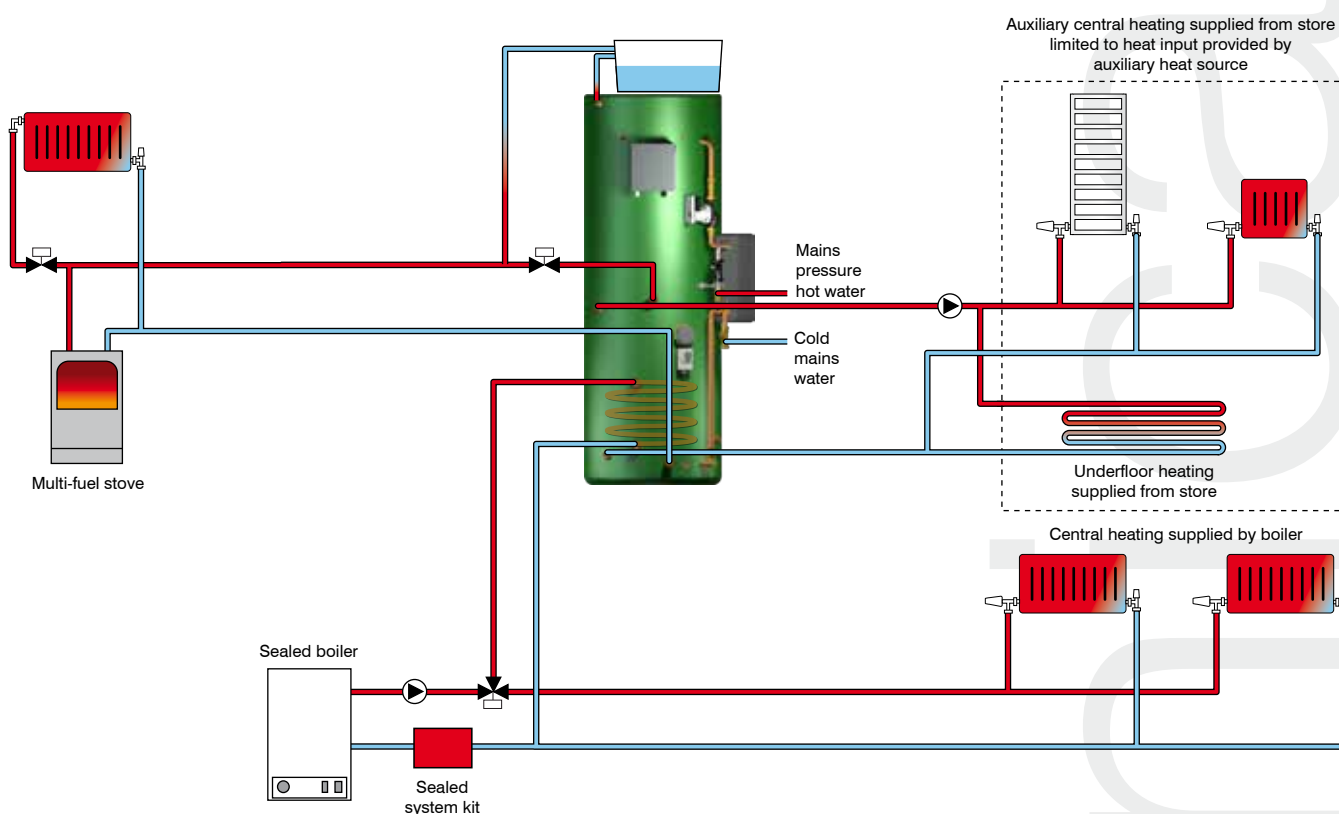 Auxiliary central heating supplied from store
limited to heat input provided by
auxiliary heat source
Mains
pressure
hot water
Cold
mains
water
Multi-fuel stove
Underfloor heating
supplied from store
Central heating supplied by boiler
Sealed boiler
Sealed
system kit